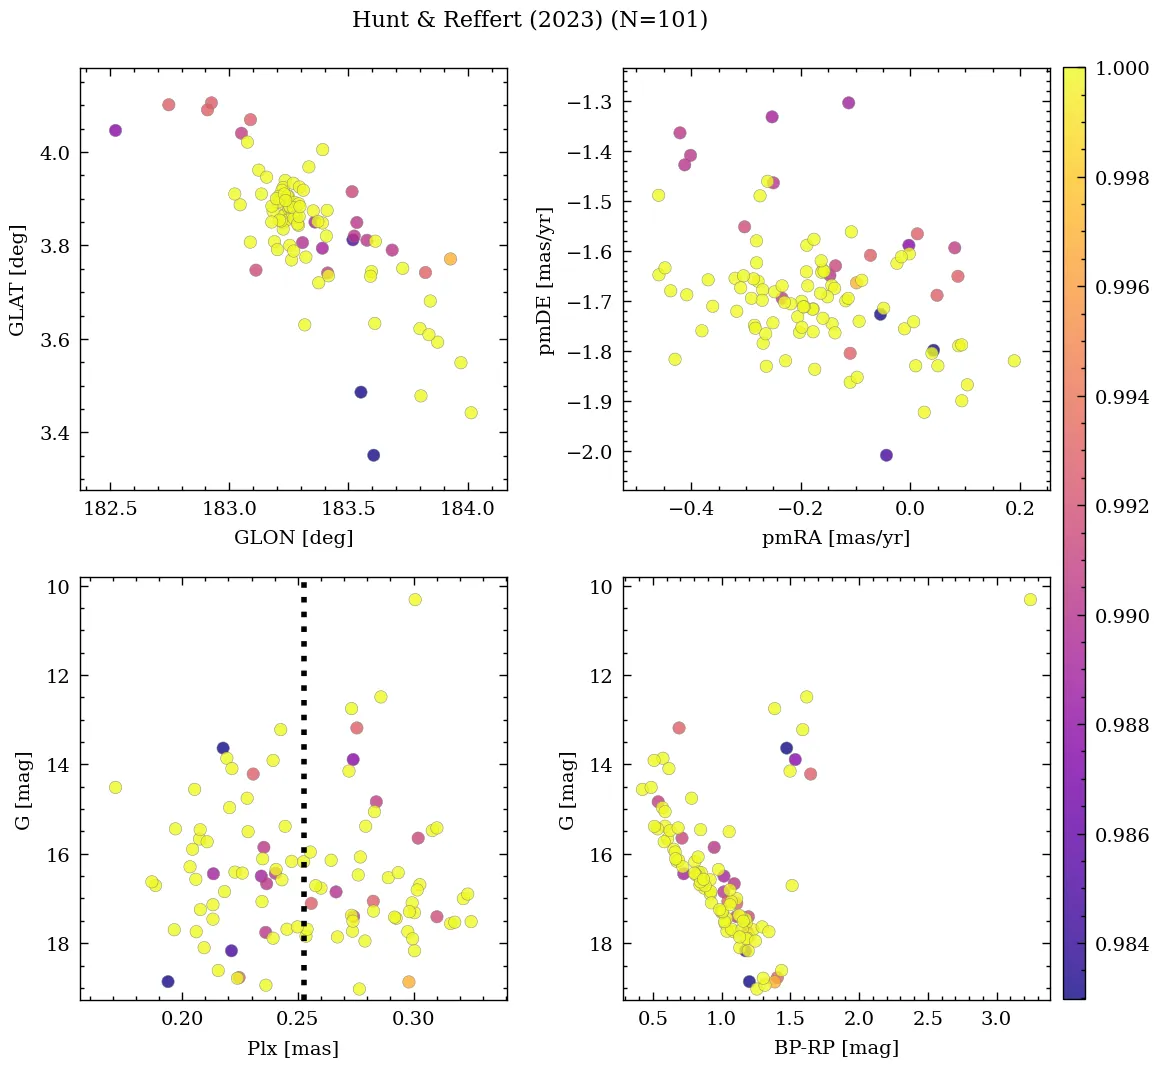 Hunt & Reffert (2023) (N=101)
4.0
3.8
3.6
3.4
GLAT [deg]
182.5 183.0 183.5 184.0
GLON [deg]
−1.3
−1.4
−1.5
−1.6
−1.7
−1.8
−1.9
−2.0
pmDE [mas/yr]
−0.4 −0.2 0.0 0.2
pmRA [mas/yr]
10
12
14
16
18
G [mag]
0.20 0.25 0.30
Plx [mas]
10
12
14
16
18
G [mag]
0.5 1.0 1.5 2.0 2.5 3.0
BP-RP [mag]
1.000
0.998
0.996
0.994
0.992
0.990
0.988
0.986
0.984